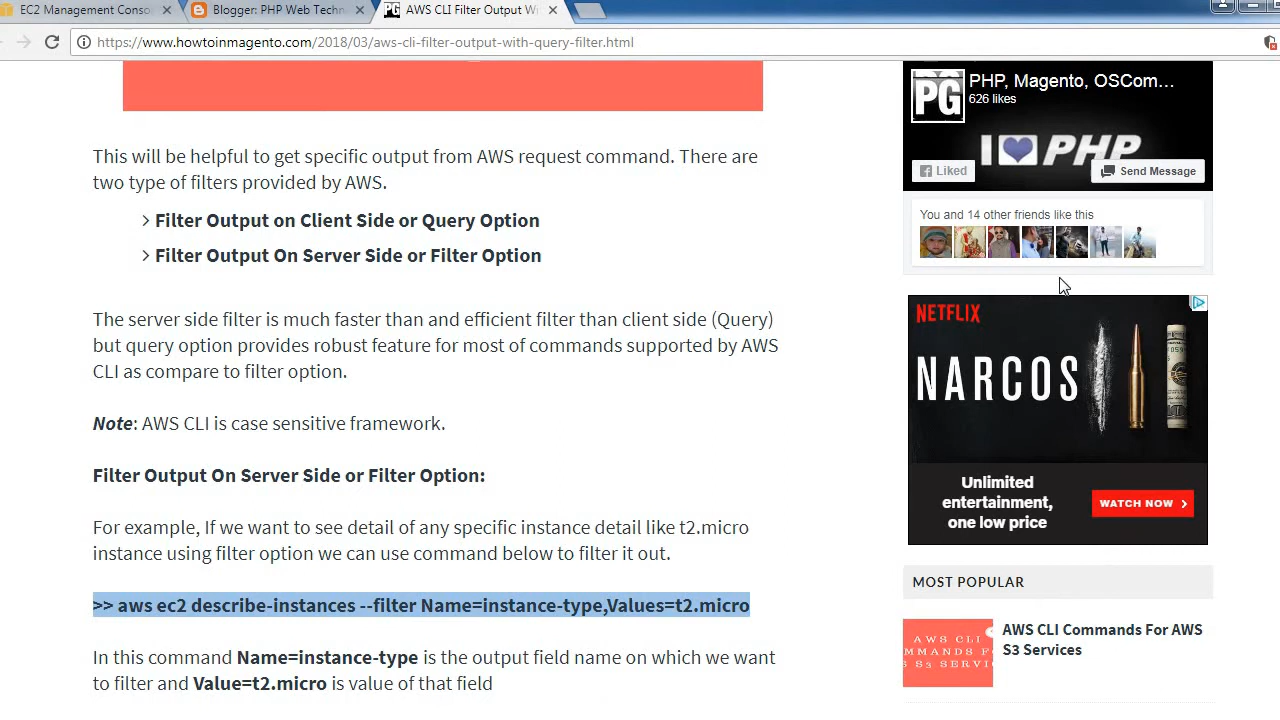 EC2 Management Conso
Blogger: PHP Web Techn
AWS CLI Filter Output Wi
https://www.howtoinmagento.com/2018/03/aws-cli-filter-output-with-query-filter.html
This will be helpful to get specific output from AWS request command. There are
two type of filters provided by AWS.
Filter Output on Client Side or Query Option
Filter Output On Server Side or Filter Option
The server side filter is much faster than and efficient filter than client side (Query)
but query option provides robust feature for most of commands supported by AWS
CLI as compare to filter option.
Note: AWS CLI is case sensitive framework.
Filter Output On Server Side or Filter Option:
For example, If we want to see detail of any specific instance detail like t2.micro
instance using filter option we can use command below to filter it out.
>> aws ec2 describe-instances --filter Name=instance-type,Values=t2.micro
In this command Name=instance-type is the output field name on which we want
to filter and Value=t2.micro is value of that field
PG
PHP, Magento, OSCom...
626 likes
I PHP
Liked
Send Message
You and 14 other friends like this
NETFLIX
NARCOS
Unlimited
entertainment,
one low price
WATCH NOW
MOST POPULAR
AWS CLI
MMANDS FO
S S3 SERVIC
AWS CLI Commands For AWS
S3 Services